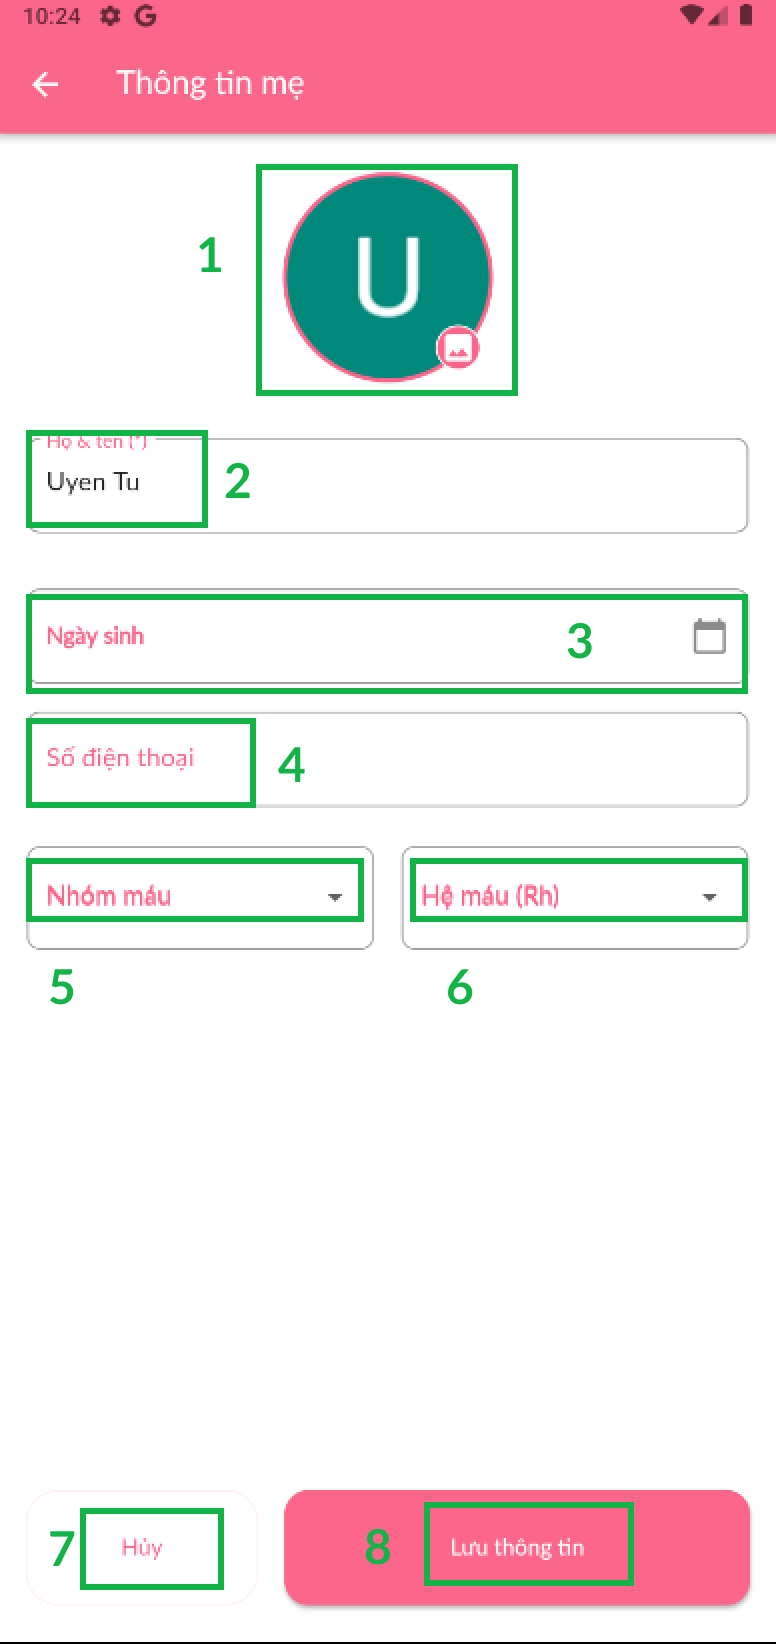 10:24
Thông tin mẹ
1
U
Họ & tên (*)
Uyen Tu
2
Ngày sinh
3
Số điện thoại
4
Nhóm máu
Hệ máu (Rh)
5
6
7
Hủy
8
Lưu thông tin